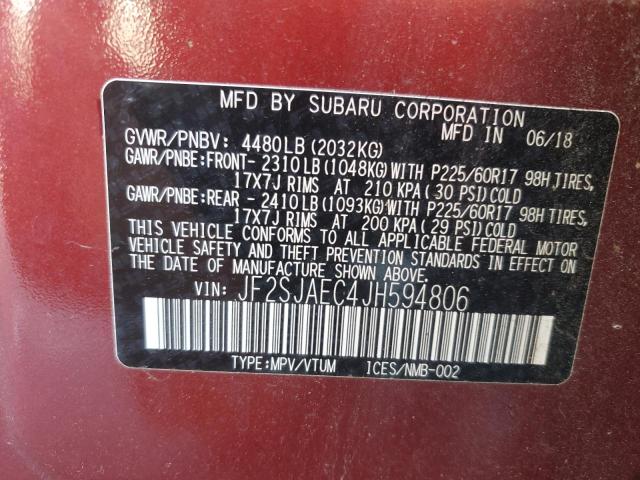 MFD BY SUBARU CORPORATION
MFD IN 06/18
GVWR/PNBV: 4480LB(2032KG)
GAWR/PNBE:FRONT- 2310LB(1048KG)WITH P225/60R17 98H TIRES,
17X7J RIMS AT 210 KPA( 30 PSI)COLD
GAWR/PNBE:REAR - 2410LB(1093KG)WITH P225/60R17 98H TIRES,
17X7J RIMS AT 200 KPA( 29 PSI)COLD
THIS VEHICLE CONFORMS TO ALL APPLICABLE FEDERAL MOTOR
VEHICLE SAFETY AND THEFT PREVENTION STANDARDS IN EFFECT ON
THE DATE OF MANUFACTURE SHOWN ABOVE.
VIN: JF2SJAEC4JH594806
TYPE:MPV/VTUM ICES/NMB-002